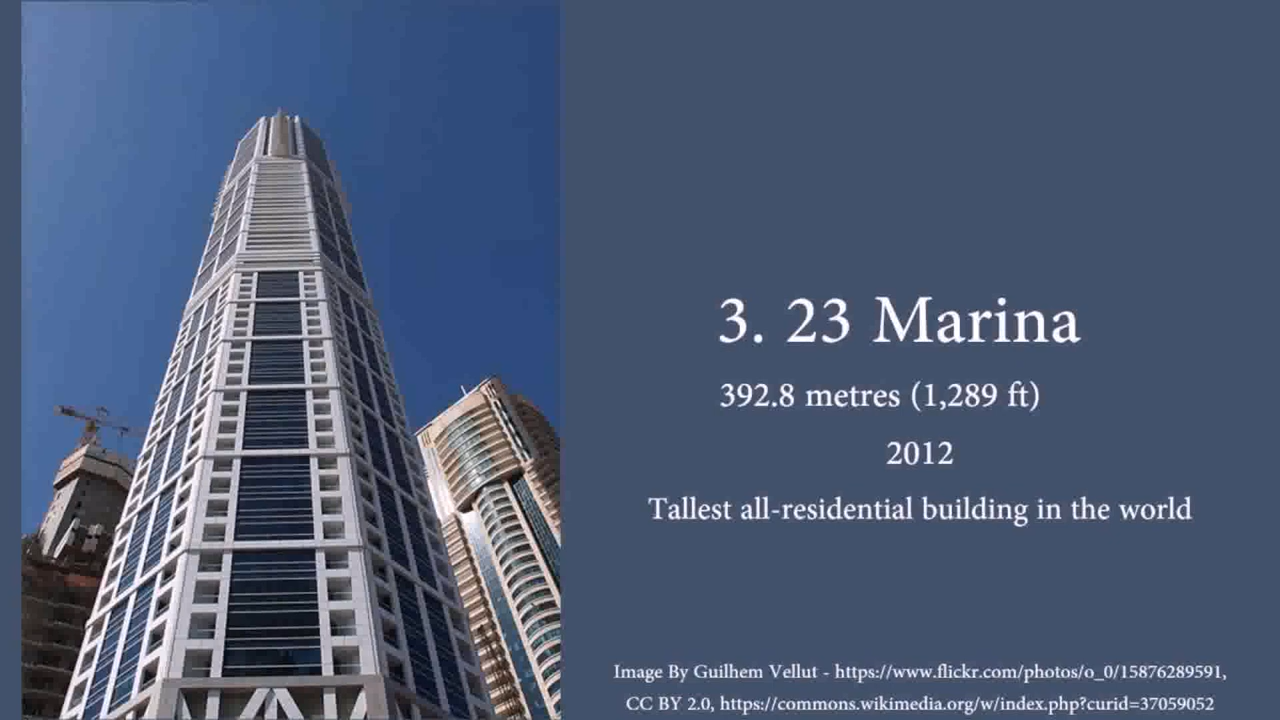 3. 23 Marina
392.8 metres (1,289 ft)
2012
Tallest all-residential building in the world
Image By Guilhem Vellut - https://www.flickr.com/photos/o_0/15876289591,
CC BY 2.0, https://commons.wikimedia.org/w/index.php?curid=37059052